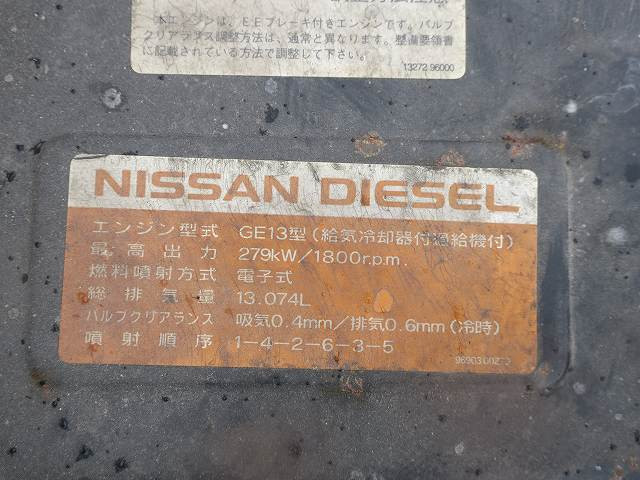 本エンジンは、EEブレーキ付きエンジンです。バルブ
クリアランス調整方法は、通常と異なります。整備要領書
に記載されている方法で調整して下さい。
13272 96000
NISSAN DIESEL
エンジン型式 GE13型(給気冷却器付過給機付)
最高出力 279kW/1800r.p.m.
燃料噴射方式 電子式
総排気量 13.074L
バルブクリアランス 吸気0.4mm/排気0.6mm(冷時)
噴射順序 1-4-2-6-3-5
96903 00Z72